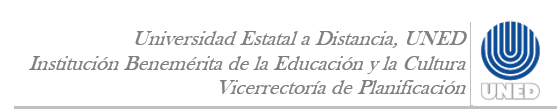 Universidad Estatal a Distancia, UNED
Institución Benemérita de la Educación y la Cultura
Vicerrectoría de Planificación
UNED